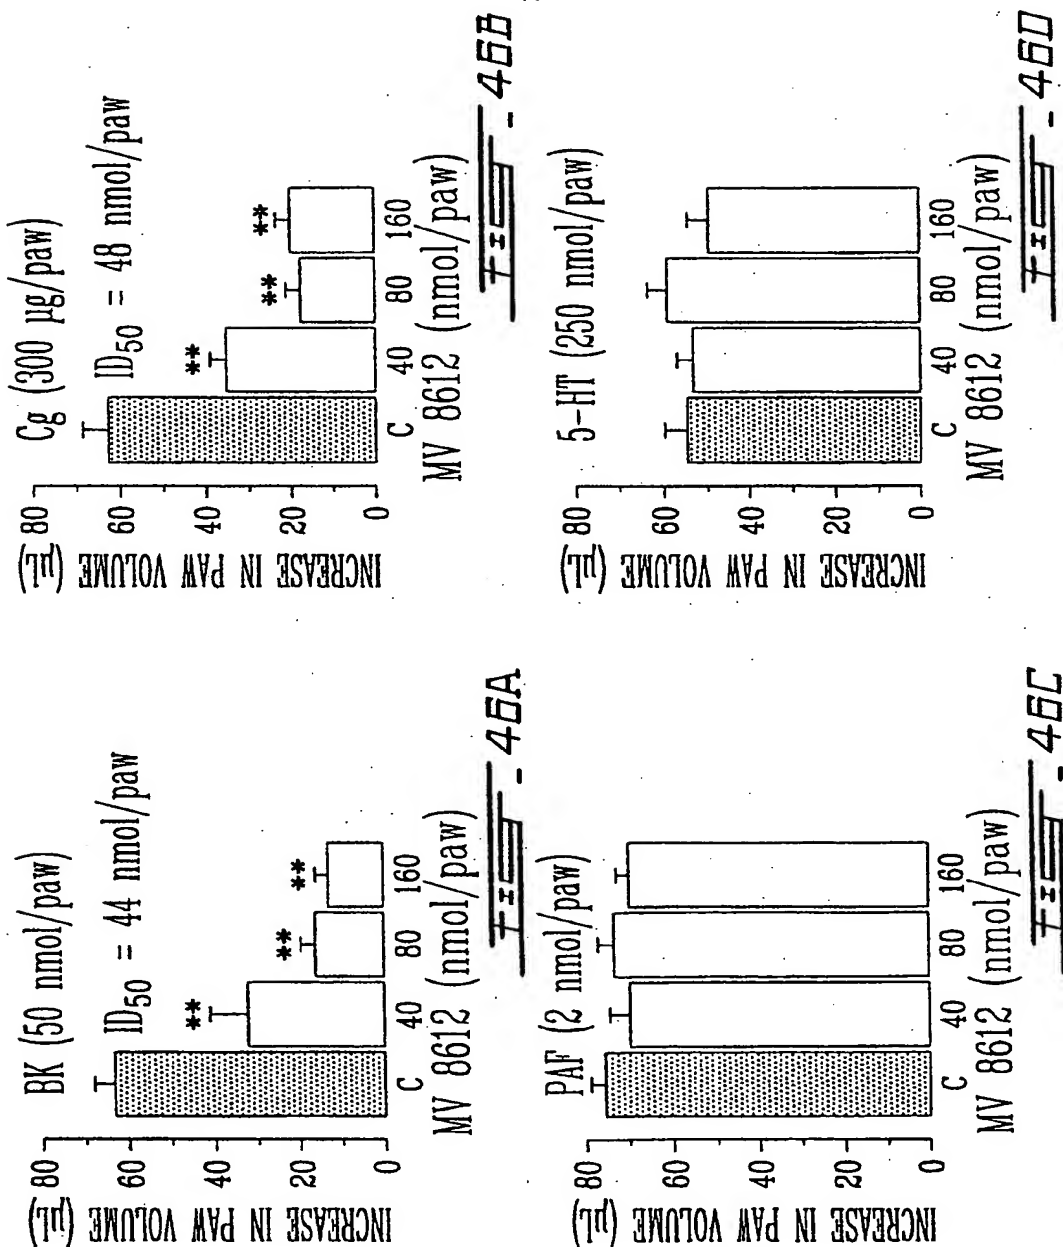 BK (50 nmol/paw)
ID50 = 44 nmol/paw
INCREASE IN PAW VOLUME (µL)
80
60
40
20
0
**
**
**
C 40 80 160
MV 8612 (nmol/paw)
FIG - 46A
Cg (300 µg/paw)
ID50 = 48 nmol/paw
INCREASE IN PAW VOLUME (µL)
80
60
40
20
0
**
**
**
C 40 80 160
MV 8612 (nmol/paw)
FIG - 46B
PAF (2 nmol/paw)
INCREASE IN PAW VOLUME (µL)
80
60
40
20
0
C 40 80 160
MV 8612 (nmol/paw)
FIG - 46C
5-HT (250 nmol/paw)
INCREASE IN PAW VOLUME (µL)
80
60
40
20
0
C 40 80 160
MV 8612 (nmol/paw)
FIG - 46D